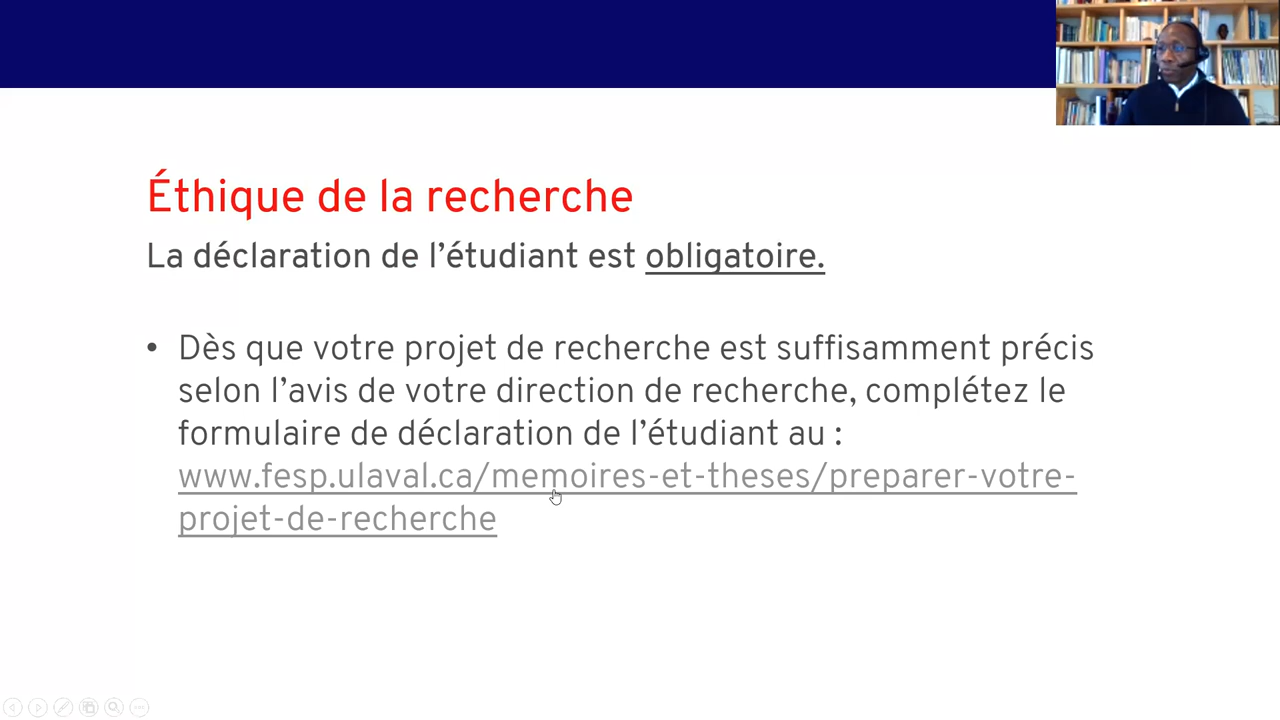 Éthique de la recherche
La déclaration de l'étudiant est obligatoire.
• Dès que votre projet de recherche est suffisamment précis
selon l'avis de votre direction de recherche, complétez le
formulaire de déclaration de l'étudiant au :
www.fesp.ulaval.ca/memoires-et-theses/preparer-votre-
projet-de-recherche